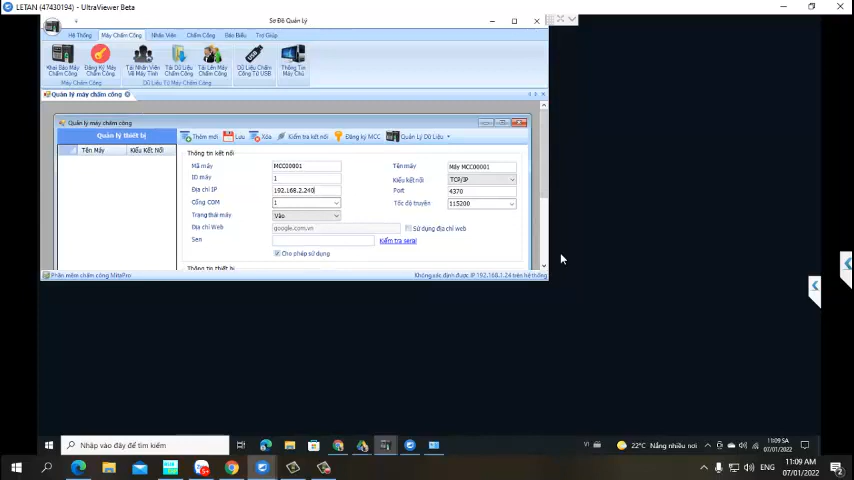 LETAN (47430194) - UltraViewer Beta
Sơ Đồ Quản Lý
Hệ Thống Máy Chấm Công Nhân Viên Chấm Công Báo Biểu Trợ Giúp
Khai Báo Máy Chấm Công
Đăng Ký Máy Chấm Công
Tải Nhân Viên Về Máy Tính
Tải Dữ Liệu Chấm Công
Tải Lên Máy Chấm Công
Dữ Liệu Chấm Công Từ USB
Thông Tin Máy Chủ
Máy Chấm Công
Dữ Liệu Từ Máy Chấm Công
Quản lý máy chấm công
Quản lý máy chấm công
Quản lý thiết bị
Thêm mới Lưu Xóa Kiểm tra kết nối Đăng ký MCC Quản Lý Dữ Liệu
Tên Máy Kiểu Kết Nối
Thông tin kết nối
Mã máy MCC00001 Tên máy Máy MCC00001
ID máy 1 Kiểu kết nối TCP/IP
Địa chỉ IP 192.168.2.240 Port 4370
Cổng COM 1 Tốc độ truyền 115200
Trạng thái máy Vào
Địa chỉ Web google.com.vn Sử dụng địa chỉ web
Seri Kiểm tra serial
Cho phép sử dụng
Thông tin thiết bị
Phần mềm chấm công MitaPro Không xác định được IP 192.168.1.24 trên hệ thống
Nhập vào đây để tìm kiếm
VI
22°C Nắng nhiều nơi
11:09 SA
07/01/2022
ENG
11:09 AM
07/01/2022